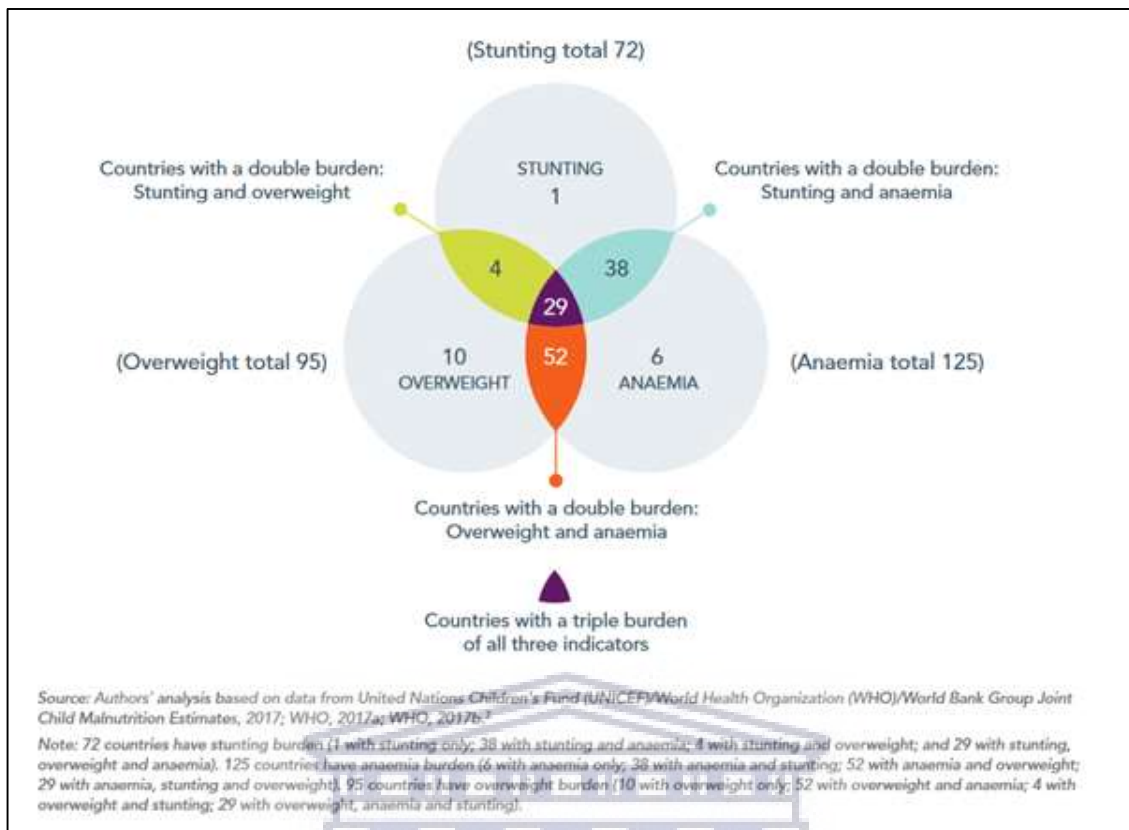 (Stunting total 72)
Countries with a double burden:
Stunting and overweight
STUNTING
1
Countries with a double burden:
Stunting and anaemia
4
38
29
(Overweight total 95)
10
OVERWEIGHT
52
6
ANAEMIA
(Anaemia total 125)
Countries with a double burden:
Overweight and anaemia
Countries with a triple burden
of all three indicators
Source: Authors' analysis based on data from United Nations Children's Fund (UNICEF)/World Health Organization (WHO)/World Bank Group Joint
Child Malnutrition Estimates, 2017; WHO, 2017a; WHO, 2017b.²
Note: 72 countries have stunting burden (1 with stunting only; 38 with stunting and anaemia; 4 with stunting and overweight; and 29 with stunting,
overweight and anaemia). 125 countries have anaemia burden (6 with anaemia only; 38 with anaemia and stunting; 52 with anaemia and overweight;
29 with anaemia, stunting and overweight). 95 countries have overweight burden (10 with overweight only; 52 with overweight and anaemia; 4 with
overweight and stunting; 29 with overweight, anaemia and stunting).